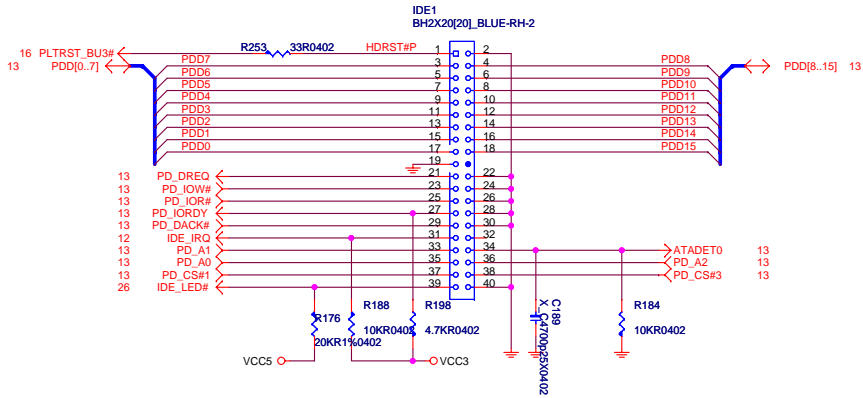 IDE1
BH2X20[20]_BLUE-RH-2
16 PLTRST_BU3# R253 33R0402 HDRST#P 1 2
13 PDD[0..7] PDD7 3 4 PDD8 PDD[8..15] 13
PDD6 5 6 PDD9
PDD5 7 8 PDD10
PDD4 9 10 PDD11
PDD3 11 12 PDD12
PDD2 13 14 PDD13
PDD1 15 16 PDD14
PDD0 17 18 PDD15
19
13 PD_DREQ 21 22
13 PD_IOW# 23 24
13 PD_IOR# 25 26
13 PD_IORDY 27 28
13 PD_DACK# 29 30
12 IDE_IRQ 31 32
13 PD_A1 33 34 ATADET0 13
13 PD_A0 35 36 PD_A2 13
13 PD_CS#1 37 38 PD_CS#3 13
26 IDE_LED# 39 40
R176
20KR1%0402
R188
10KR0402
R198
4.7KR0402
C189
X_C4700p25X0402
R184
10KR0402
VCC5 VCC3